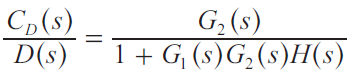 C_D(s) / D(s) = G_2(s) / 1 + G_1(s)G_2(s)H(s)